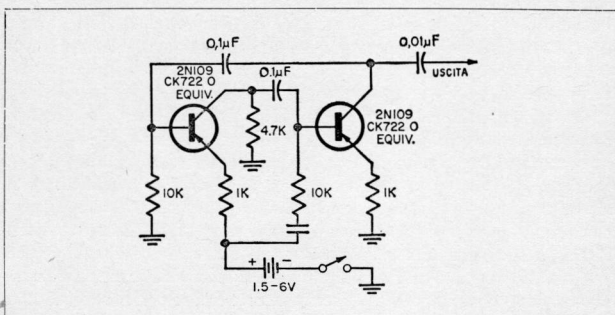 0,1µF
0,01µF
2N109
CK722 O
EQUIV.
0.1µF
USCITA
2N109
CK722 O
EQUIV.
4.7K
10K
1K
10K
1K
+ −
1.5-6V